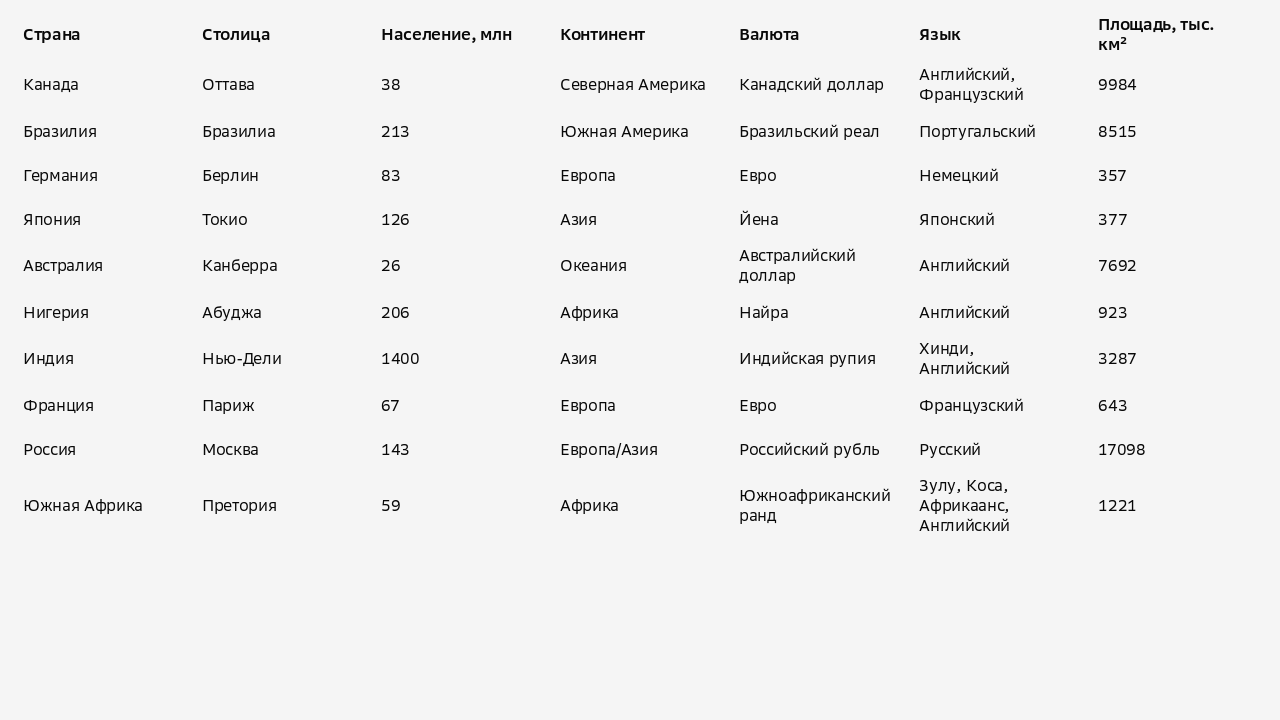 Страна Столица Население, млн Континент Валюта Язык Площадь, тыс. км²
Канада Оттава 38 Северная Америка Канадский доллар Английский, Французский 9984
Бразилия Бразилиа 213 Южная Америка Бразильский реал Португальский 8515
Германия Берлин 83 Европа Евро Немецкий 357
Япония Токио 126 Азия Йена Японский 377
Австралия Канберра 26 Океания Австралийский доллар Английский 7692
Нигерия Абуджа 206 Африка Найра Английский 923
Индия Нью-Дели 1400 Азия Индийская рупия Хинди, Английский 3287
Франция Париж 67 Европа Евро Французский 643
Россия Москва 143 Европа/Азия Российский рубль Русский 17098
Южная Африка Претория 59 Африка Южноафриканский ранд Зулу, Коса, Африкаанс, Английский 1221